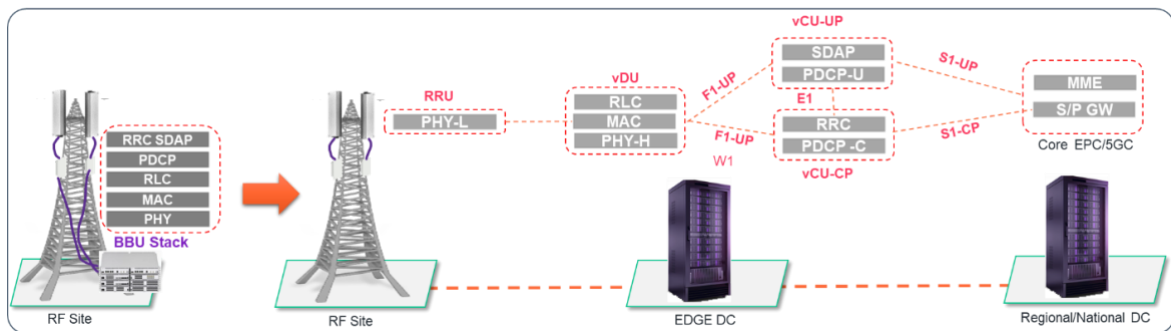 RRC SDAP
PDCP
RLC
MAC
PHY
BBU Stack
RF Site
RRU
PHY-L
RF Site
vDU
RLC
MAC
PHY-H
F1-UP
F1-UP
W1
vCU-UP
SDAP
PDCP-U
E1
RRC
PDCP -C
vCU-CP
EDGE DC
S1-UP
S1-CP
MME
S/P GW
Core EPC/5GC
Regional/National DC